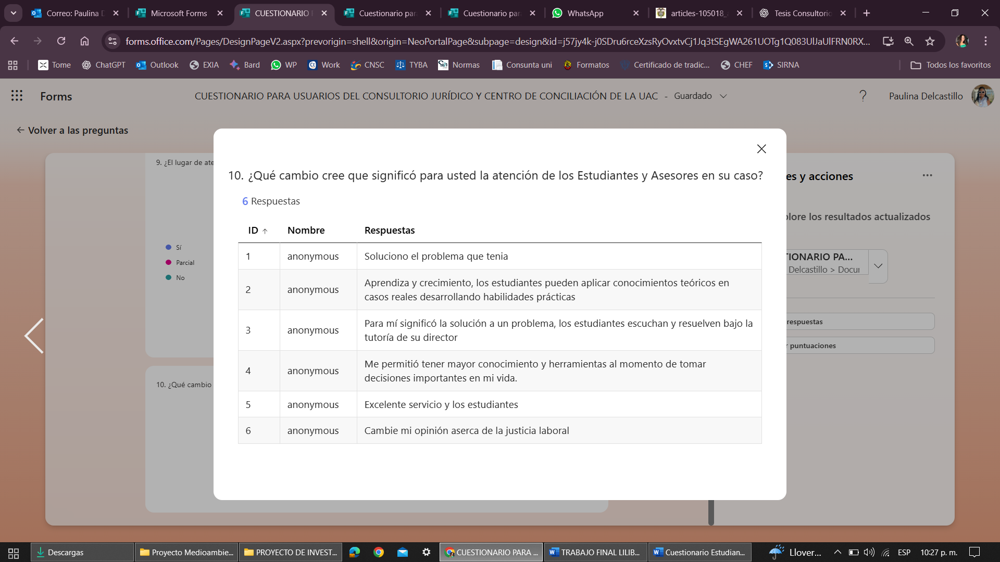 Correo: Paulina D
Microsoft Forms
CUESTIONARIO
Cuestionario par
Cuestionario par
WhatsApp
articles-105018_
Tesis Consultorio
forms.office.com/Pages/DesignPageV2.aspx?prevorigin=shell&origin=NeoPortalPage&subpage=design&id=j57jy4k-j0SDru6rceXzsRyOvxtvCj1Jq3tSEgWA261UOTg1Q083UlJaUlFRN0RX...
Tome
ChatGPT
Outlook
EXIA
Bard
WP
Work
CNSC
TYBA
Normas
Consunta uni
Formatos
Certificado de tradic...
CHEF
SIRNA
Todos los favoritos
Forms
CUESTIONARIO PARA USUARIOS DEL CONSULTORIO JURÍDICO Y CENTRO DE CONCILIACIÓN DE LA UAC - Guardado
?
Paulina Delcastillo
Volver a las preguntas
9. ¿El lugar de ate
Sí
Parcial
No
10. ¿Qué cambio
10. ¿Qué cambio cree que significó para usted la atención de los Estudiantes y Asesores en su caso?
6 Respuestas
ID Nombre Respuestas
1 anonymous Soluciono el problema que tenia
2 anonymous Aprendiza y crecimiento, los estudiantes pueden aplicar conocimientos teóricos en
casos reales desarrollando habilidades prácticas
3 anonymous Para mí significó la solución a un problema, los estudiantes escuchan y resuelven bajo la
tutoría de su director
4 anonymous Me permitió tener mayor conocimiento y herramientas al momento de tomar
decisiones importantes en mi vida.
5 anonymous Excelente servicio y los estudiantes
6 anonymous Cambie mi opinión aserca de la justicia laboral
es y acciones
lore los resultados actualizados
TIONARIO PA...
Delcastillo > Docu
respuestas
r puntuaciones
Descargas
Proyecto Medioambie...
PROYECTO DE INVEST...
CUESTIONARIO PARA ...
TRABAJO FINAL LILIB...
Cuestionario Estudian...
Llover...
ESP
10:27 p. m.